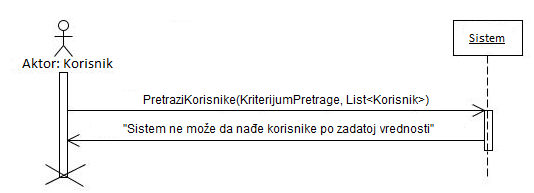 Sistem
Aktor: Korisnik
PretraziKorisnike(KriterijumPretrage, List<Korisnik>)
"Sistem ne može da nađe korisnike po zadatoj vrednosti"